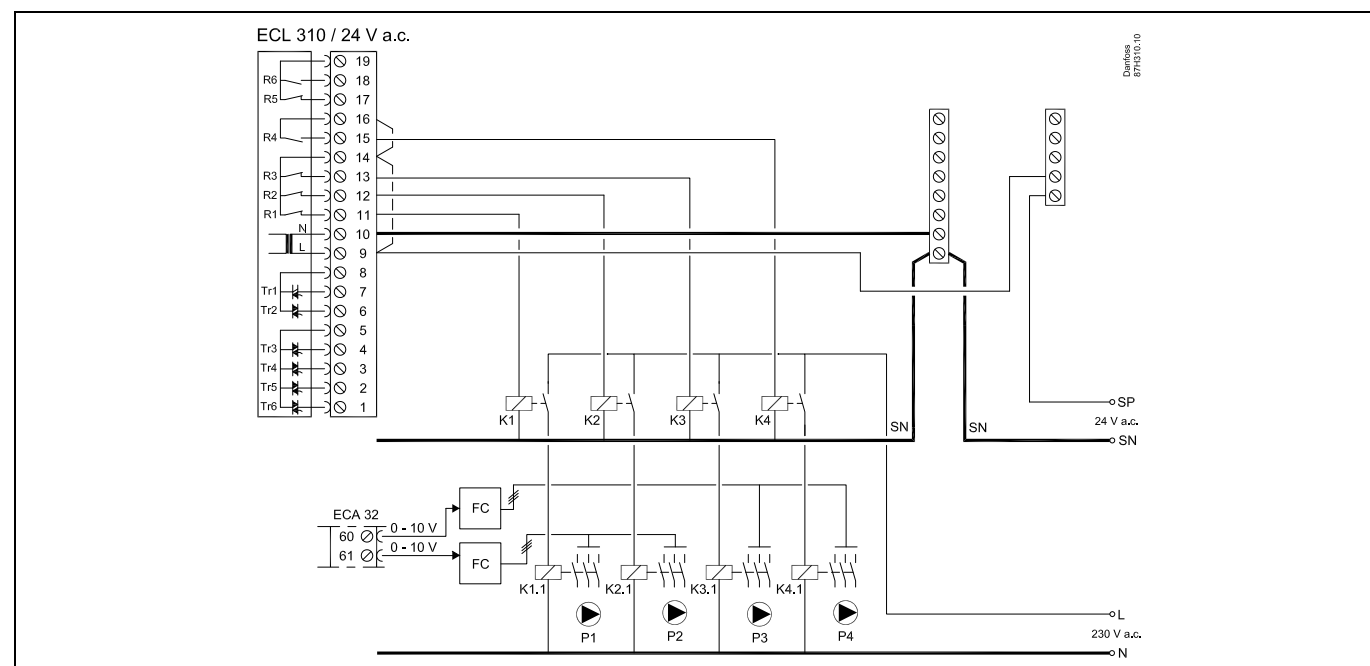 ECL 310 / 24 V a.c.
Danfoss
87H310.10
19
R6 18
R5 17
16
R4 15
14
R3 13
R2 12
R1 11
N 10
L 9
8
Tr1 7
Tr2 6
5
Tr3 4
Tr4 3
Tr5 2
Tr6 1
K1 K2 K3 K4
SN SN
SP
24 V a.c.
SN
ECA 32
60 0 - 10 V FC
61 0 - 10 V FC
K1.1 K2.1 K3.1 K4.1
P1 P2 P3 P4
L
230 V a.c.
N